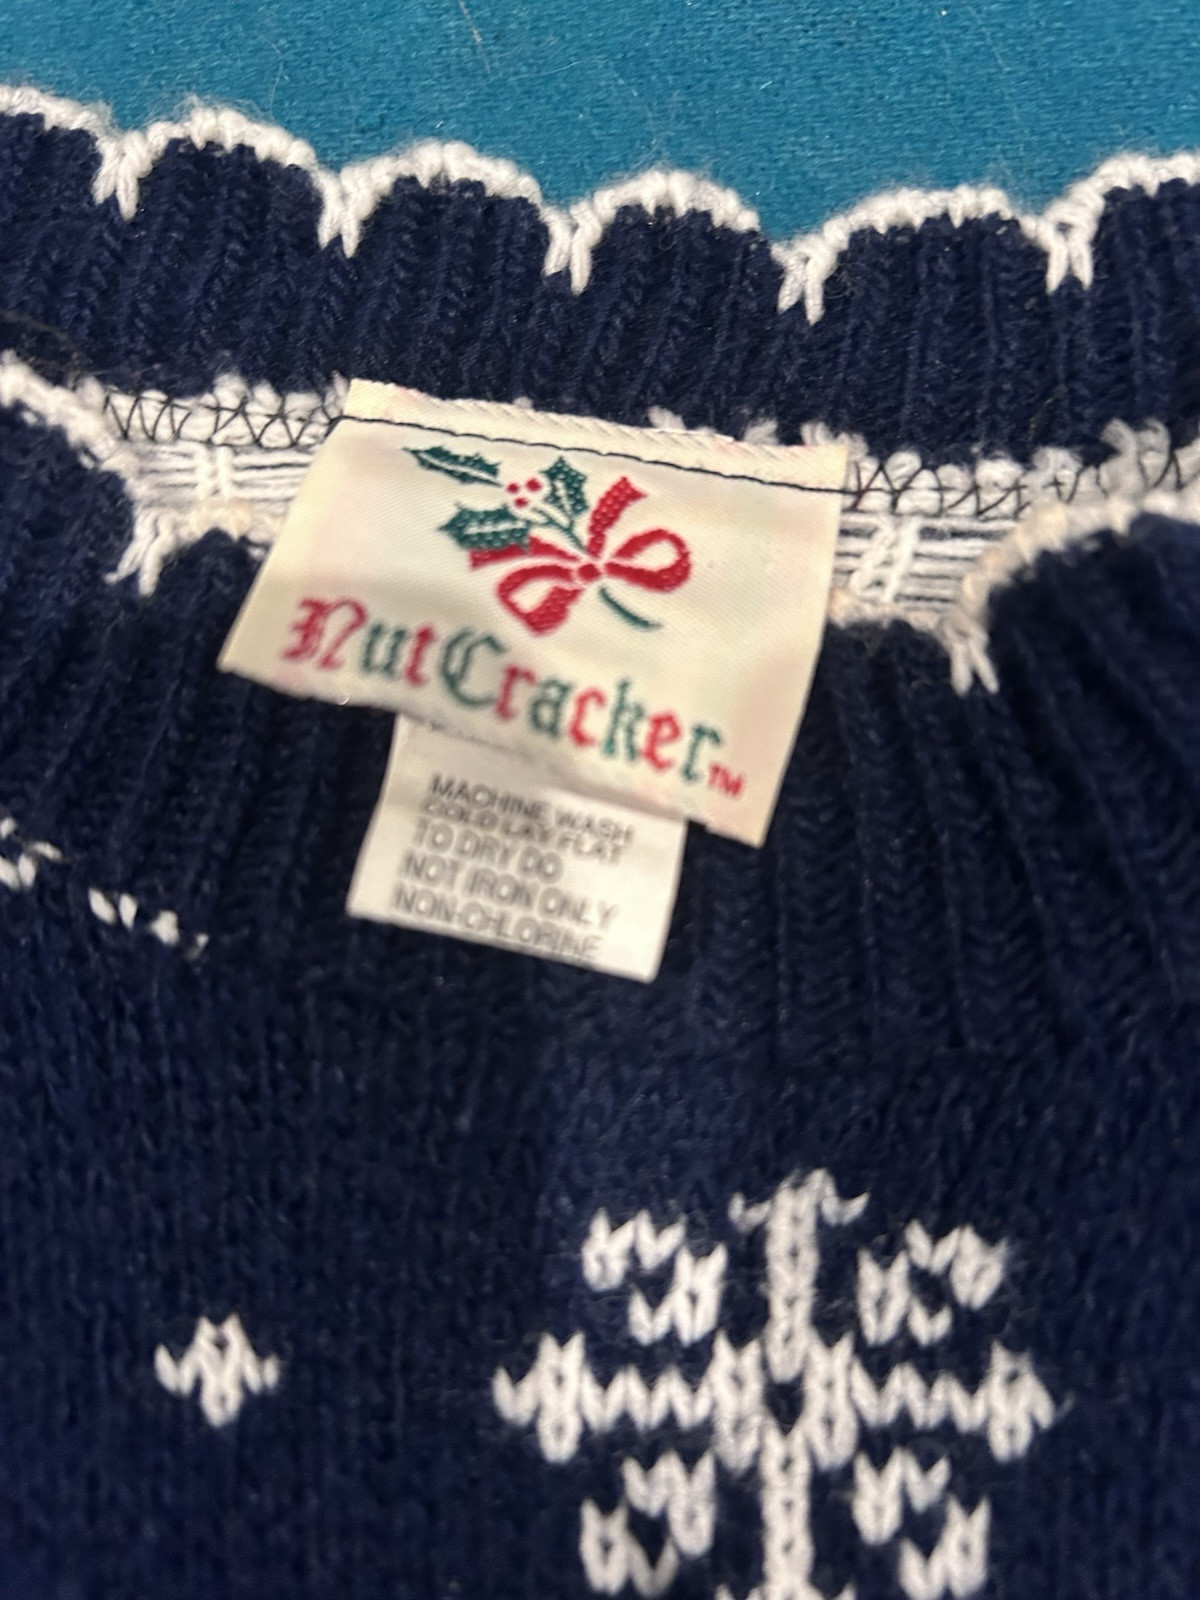 NutCracker™
MACHINE WASH
COLD LAY FLAT
TO DRY DO
NOT IRON ONLY
NON-CHLORINE